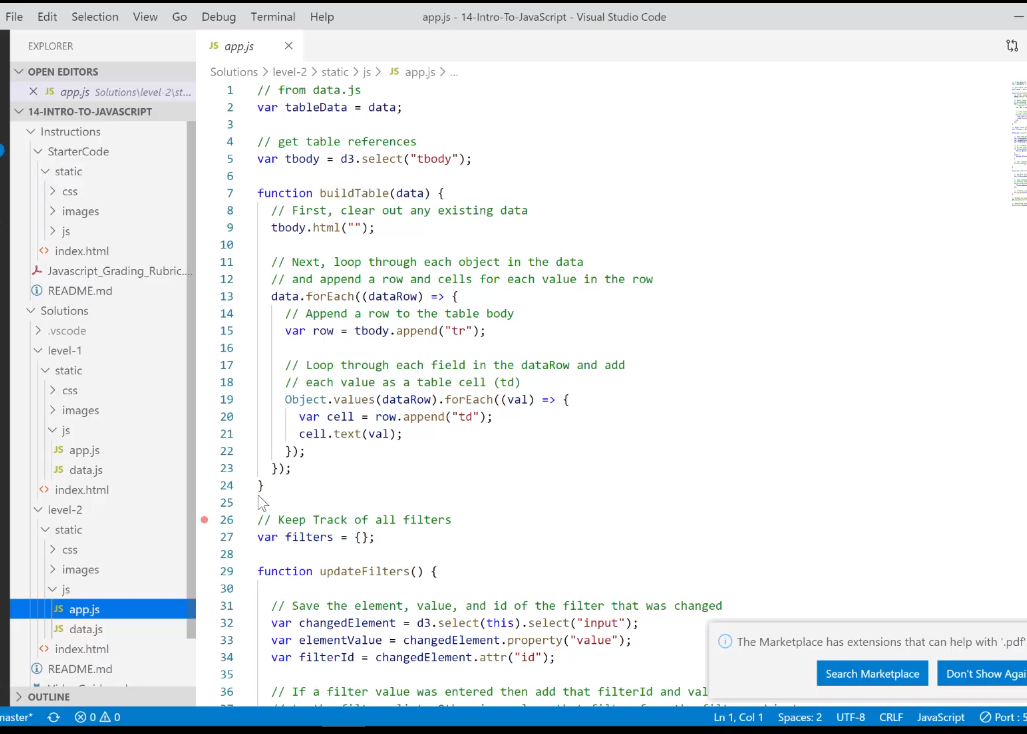 File Edit Selection View Go Debug Terminal Help app.js - 14-Intro-To-JavaScript - Visual Studio Code
EXPLORER
OPEN EDITORS
JS app.js Solutions\level-2\st...
14-INTRO-TO-JAVASCRIPT
Instructions
StarterCode
static
css
images
js
<> index.html
Javascript_Grading_Rubric....
README.md
Solutions
.vscode
level-1
static
css
images
js
JS app.js
JS data.js
<> index.html
level-2
static
css
images
js
JS app.js
JS data.js
<> index.html
README.md
OUTLINE
JS app.js
Solutions > level-2 > static > js > JS app.js > ...
1 // from data.js
2 var tableData = data;
3
4 // get table references
5 var tbody = d3.select("tbody");
6
7 function buildTable(data) {
8 // First, clear out any existing data
9 tbody.html("");
10
11 // Next, loop through each object in the data
12 // and append a row and cells for each value in the row
13 data.forEach((dataRow) => {
14 // Append a row to the table body
15 var row = tbody.append("tr");
16
17 // Loop through each field in the dataRow and add
18 // each value as a table cell (td)
19 Object.values(dataRow).forEach((val) => {
20 var cell = row.append("td");
21 cell.text(val);
22 });
23 });
24 }
25
26 // Keep Track of all filters
27 var filters = {};
28
29 function updateFilters() {
30
31 // Save the element, value, and id of the filter that was changed
32 var changedElement = d3.select(this).select("input");
33 var elementValue = changedElement.property("value");
34 var filterId = changedElement.attr("id");
35
36 // If a filter value was entered then add that filterId and val
The Marketplace has extensions that can help with '.pdf'
Search Marketplace Don't Show Agai
master* 0 0 Ln 1, Col 1 Spaces: 2 UTF-8 CRLF JavaScript Port : 5